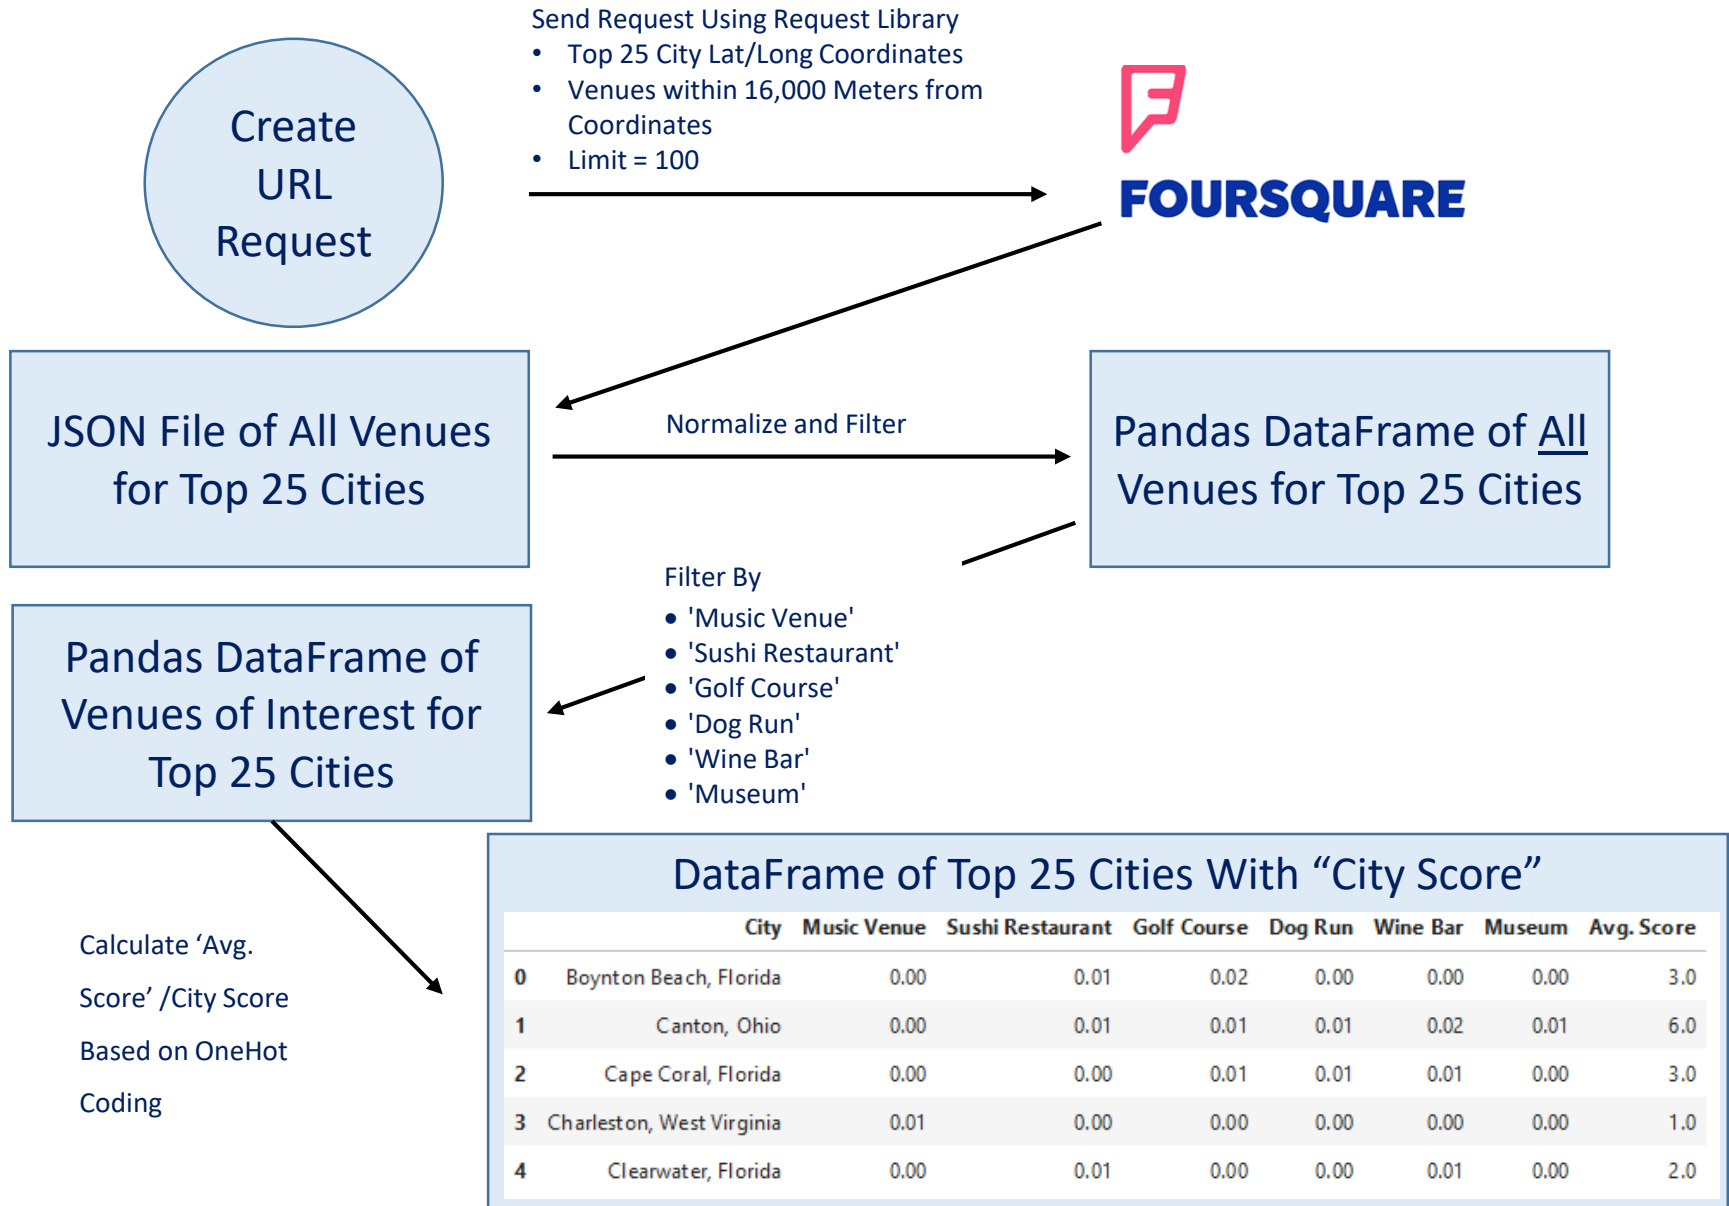 Send Request Using Request Library
• Top 25 City Lat/Long Coordinates
• Venues within 16,000 Meters from
Coordinates
• Limit = 100
Create
URL
Request
FOURSQUARE
JSON File of All Venues
for Top 25 Cities
Normalize and Filter
Pandas DataFrame of All
Venues for Top 25 Cities
Filter By
• 'Music Venue'
• 'Sushi Restaurant'
• 'Golf Course'
• 'Dog Run'
• 'Wine Bar'
• 'Museum'
Pandas DataFrame of
Venues of Interest for
Top 25 Cities
Calculate ‘Avg.
Score’ /City Score
Based on OneHot
Coding
DataFrame of Top 25 Cities With “City Score”
City Music Venue Sushi Restaurant Golf Course Dog Run Wine Bar Museum Avg. Score
0 Boynton Beach, Florida 0.00 0.01 0.02 0.00 0.00 0.00 3.0
1 Canton, Ohio 0.00 0.01 0.01 0.01 0.02 0.01 6.0
2 Cape Coral, Florida 0.00 0.00 0.01 0.01 0.01 0.00 3.0
3 Charleston, West Virginia 0.01 0.00 0.00 0.00 0.00 0.00 1.0
4 Clearwater, Florida 0.00 0.01 0.00 0.00 0.01 0.00 2.0